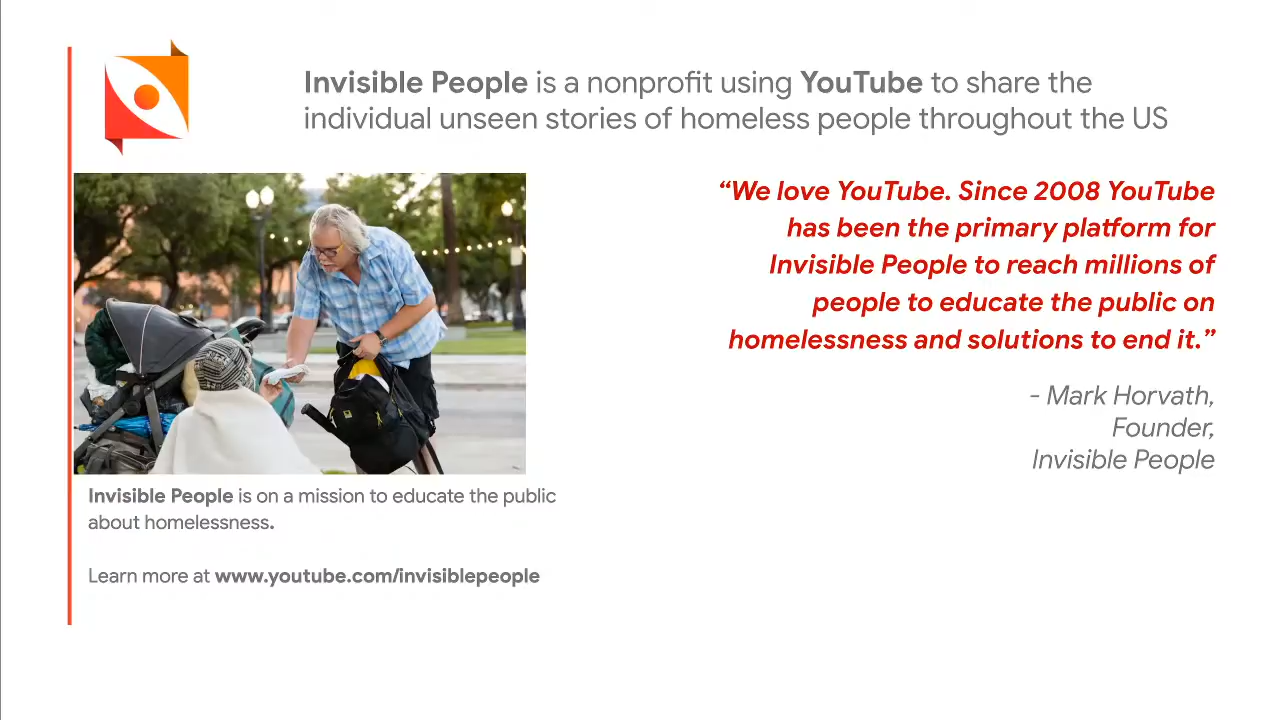 Invisible People is a nonprofit using YouTube to share the
individual unseen stories of homeless people throughout the US
“We love YouTube. Since 2008 YouTube
has been the primary platform for
Invisible People to reach millions of
people to educate the public on
homelessness and solutions to end it.”
- Mark Horvath,
Founder,
Invisible People
Invisible People is on a mission to educate the public
about homelessness.
Learn more at www.youtube.com/invisiblepeople